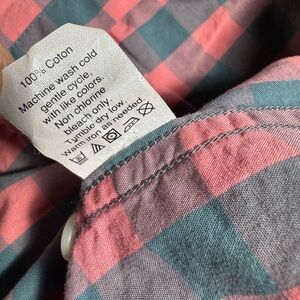 100% Coton
Machine wash cold
gentle cycle,
with like colors.
Non chlorine
bleach only
Tumble dry low.
Warm iron as needed